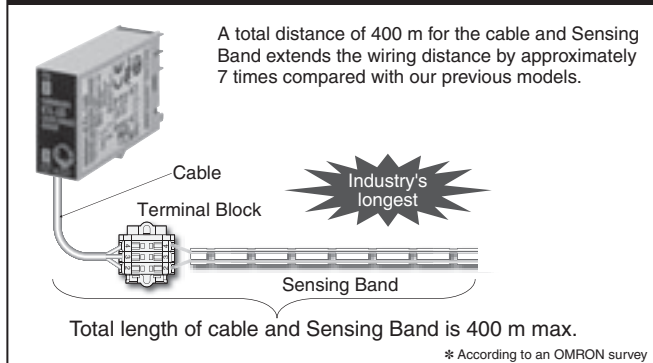 A total distance of 400 m for the cable and Sensing
Band extends the wiring distance by approximately
7 times compared with our previous models.
Cable
Industry's
longest
Terminal Block
Sensing Band
Total length of cable and Sensing Band is 400 m max.
✽ According to an OMRON survey